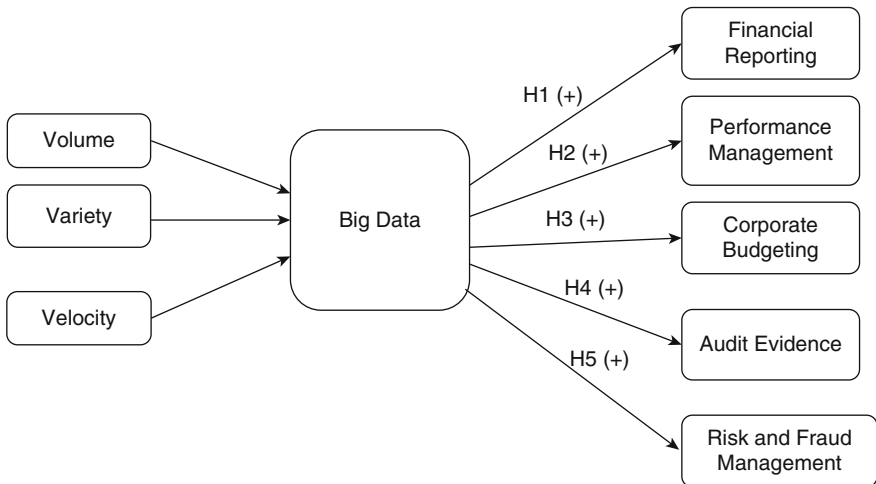 Volume
Variety
Velocity
Big Data
H1 (+)
H2 (+)
H3 (+)
H4 (+)
H5 (+)
Financial
Reporting
Performance
Management
Corporate
Budgeting
Audit Evidence
Risk and Fraud
Management